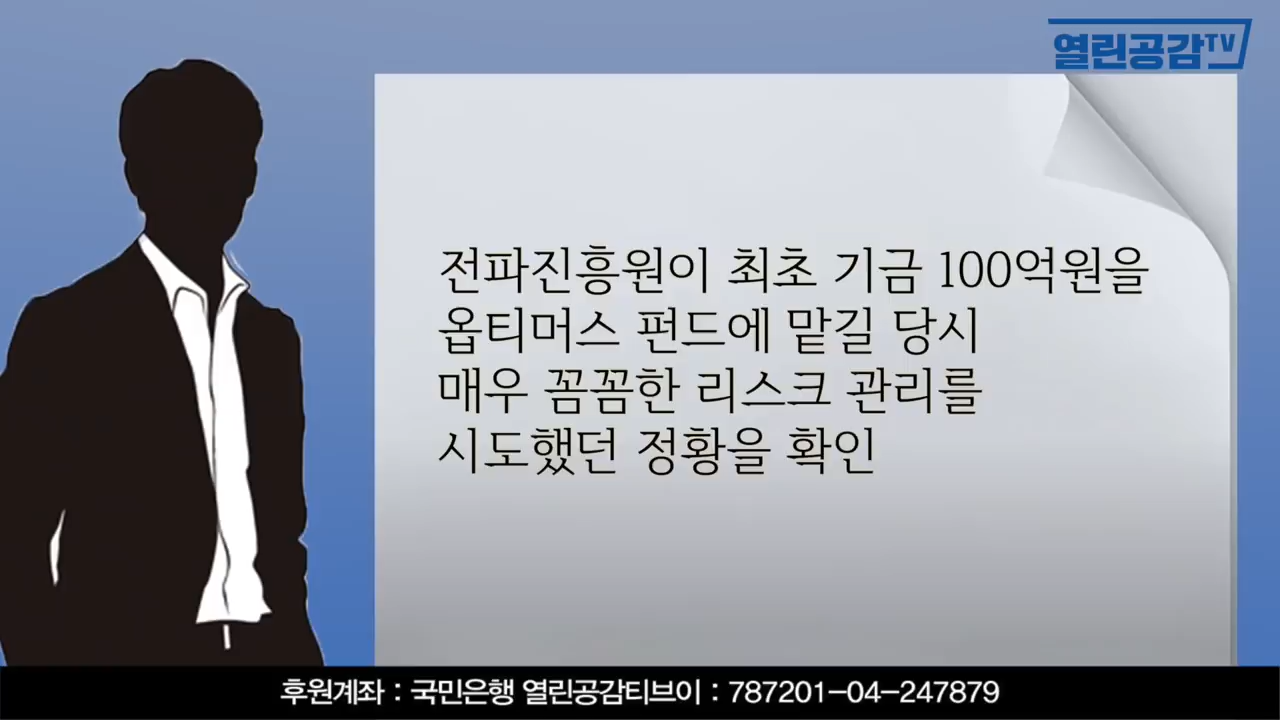 열린공감TV
전파진흥원이 최초 기금 100억원을
옵티머스 펀드에 맡길 당시
매우 꼼꼼한 리스크 관리를
시도했던 정황을 확인
후원계좌 : 국민은행 열린공감티브이 : 787201-04-247879